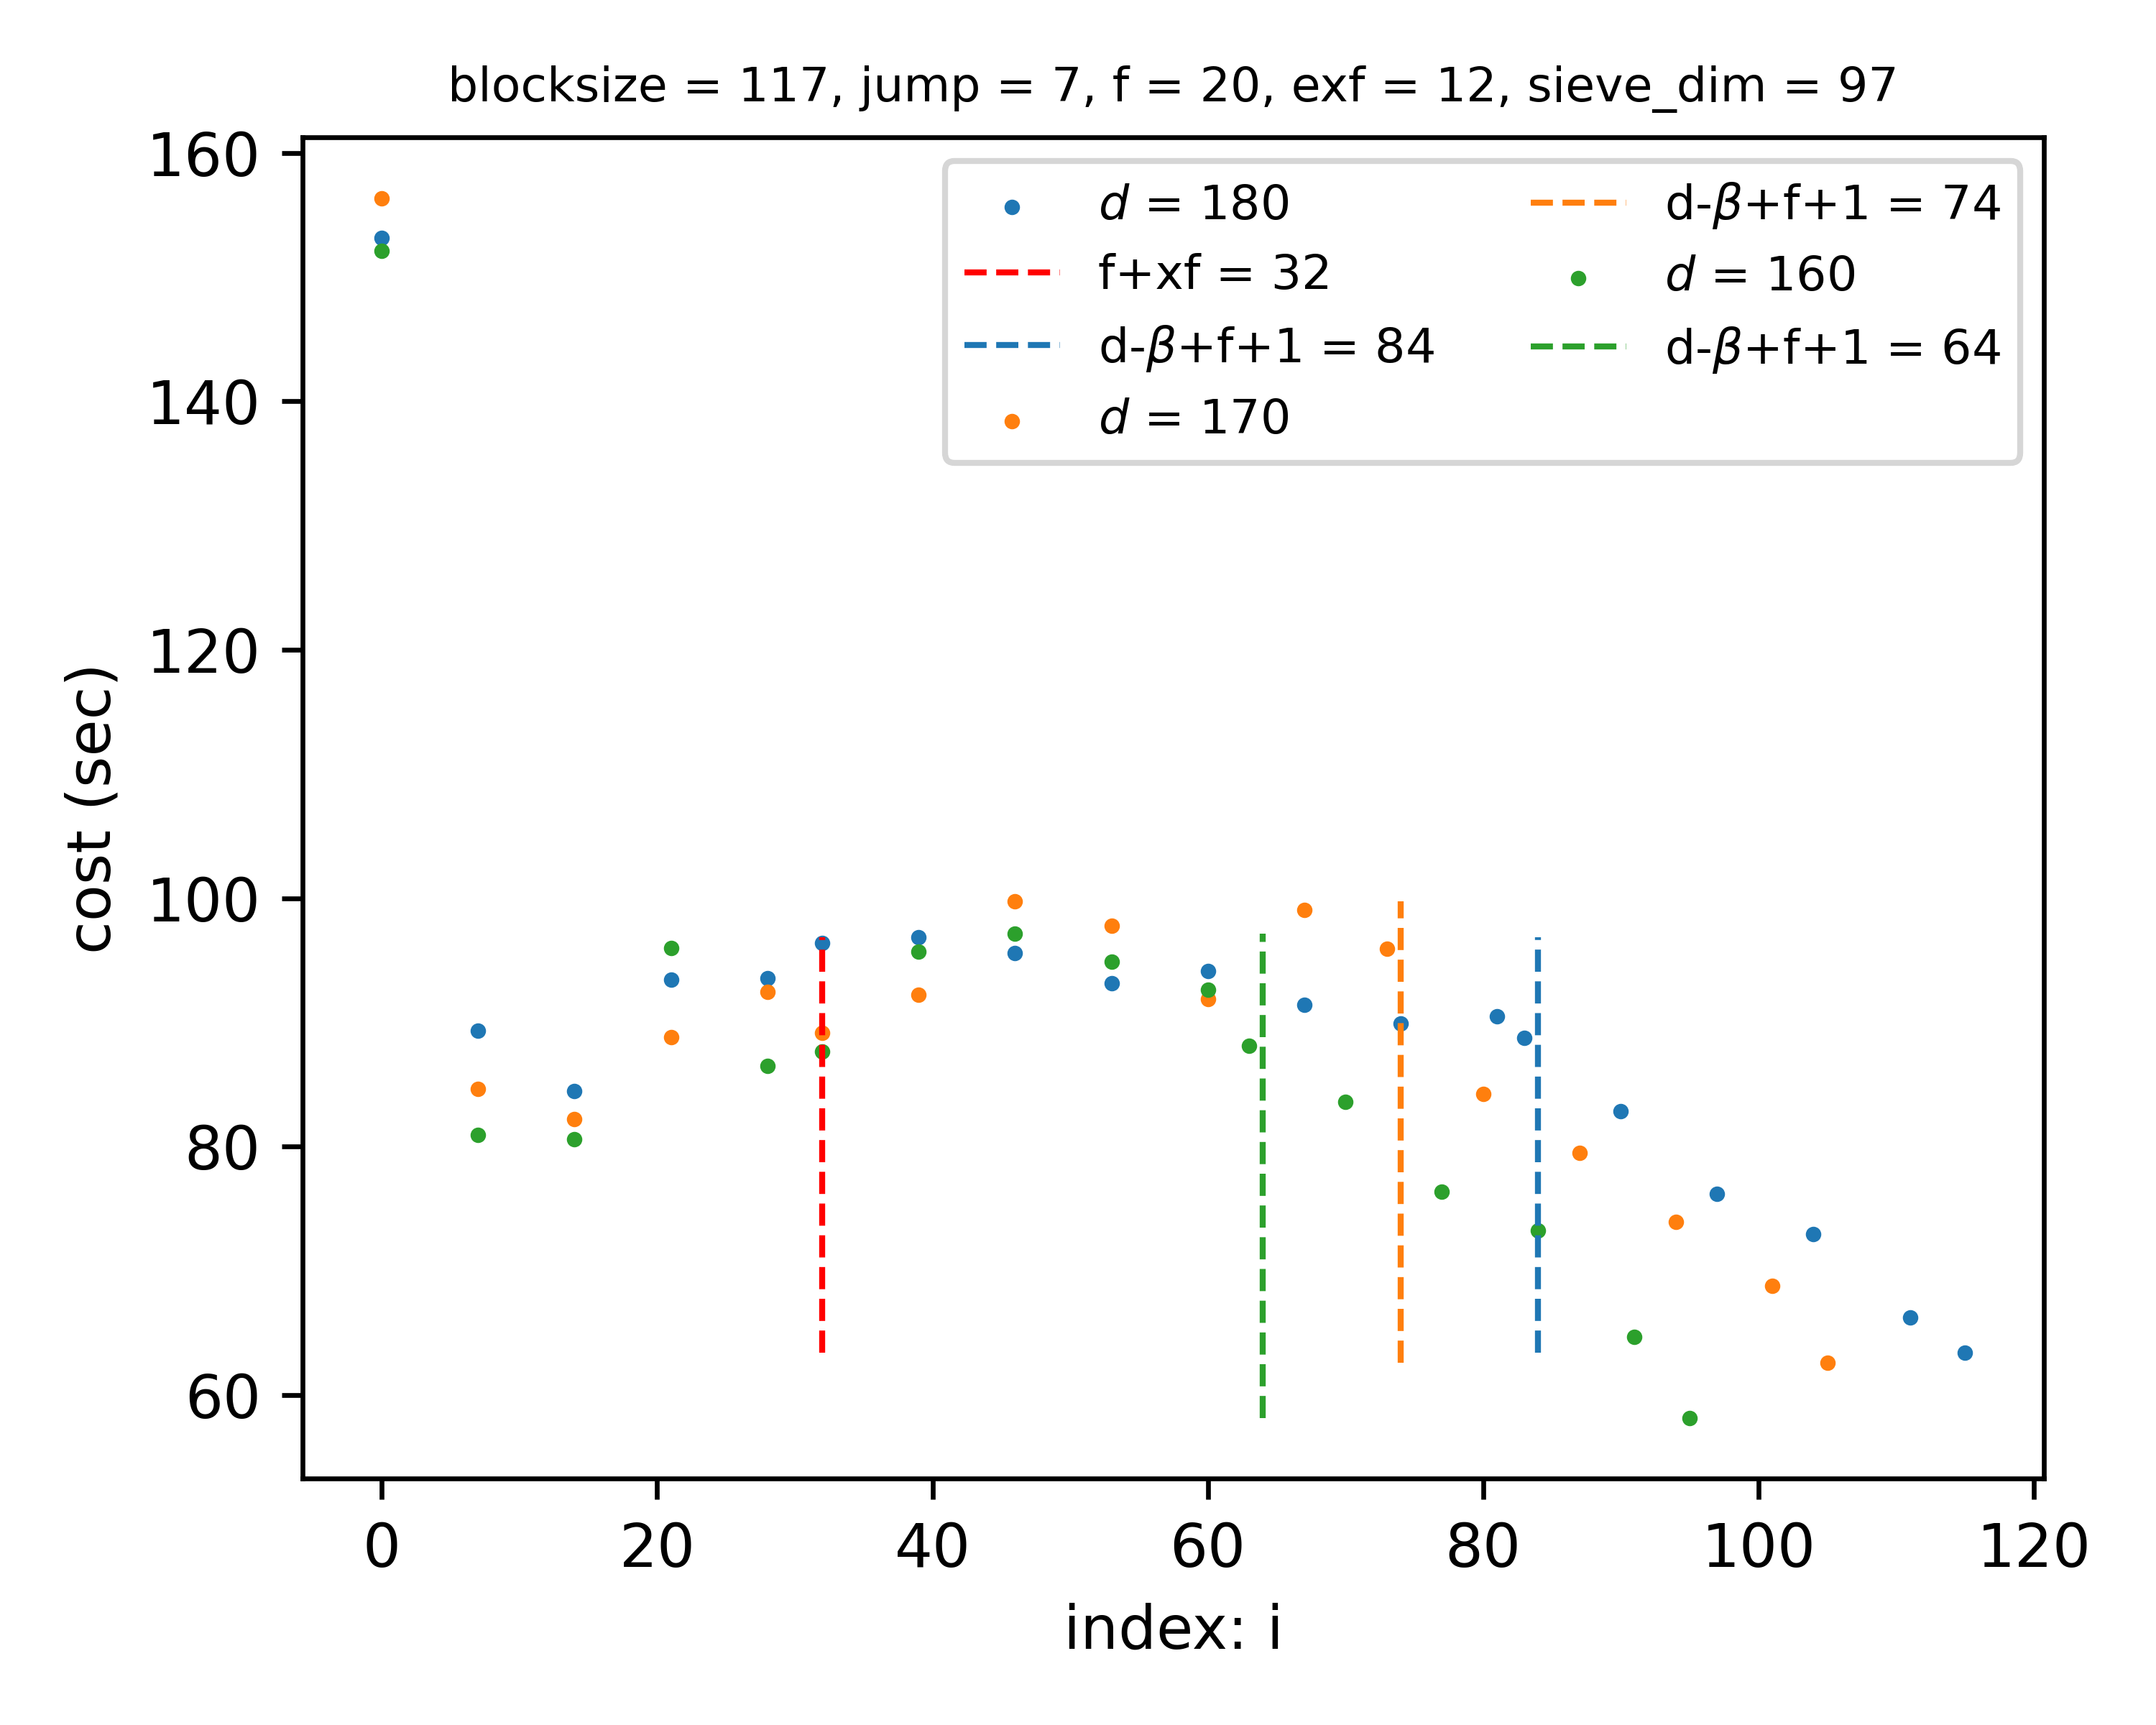 blocksize = 117, jump = 7, f = 20, exf = 12, sieve_dim = 97
d = 180
f+xf = 32
d-β+f+1 = 84
d = 170
d-β+f+1 = 74
d = 160
d-β+f+1 = 64
160
140
120
100
80
60
cost (sec)
0 20 40 60 80 100 120
index: i